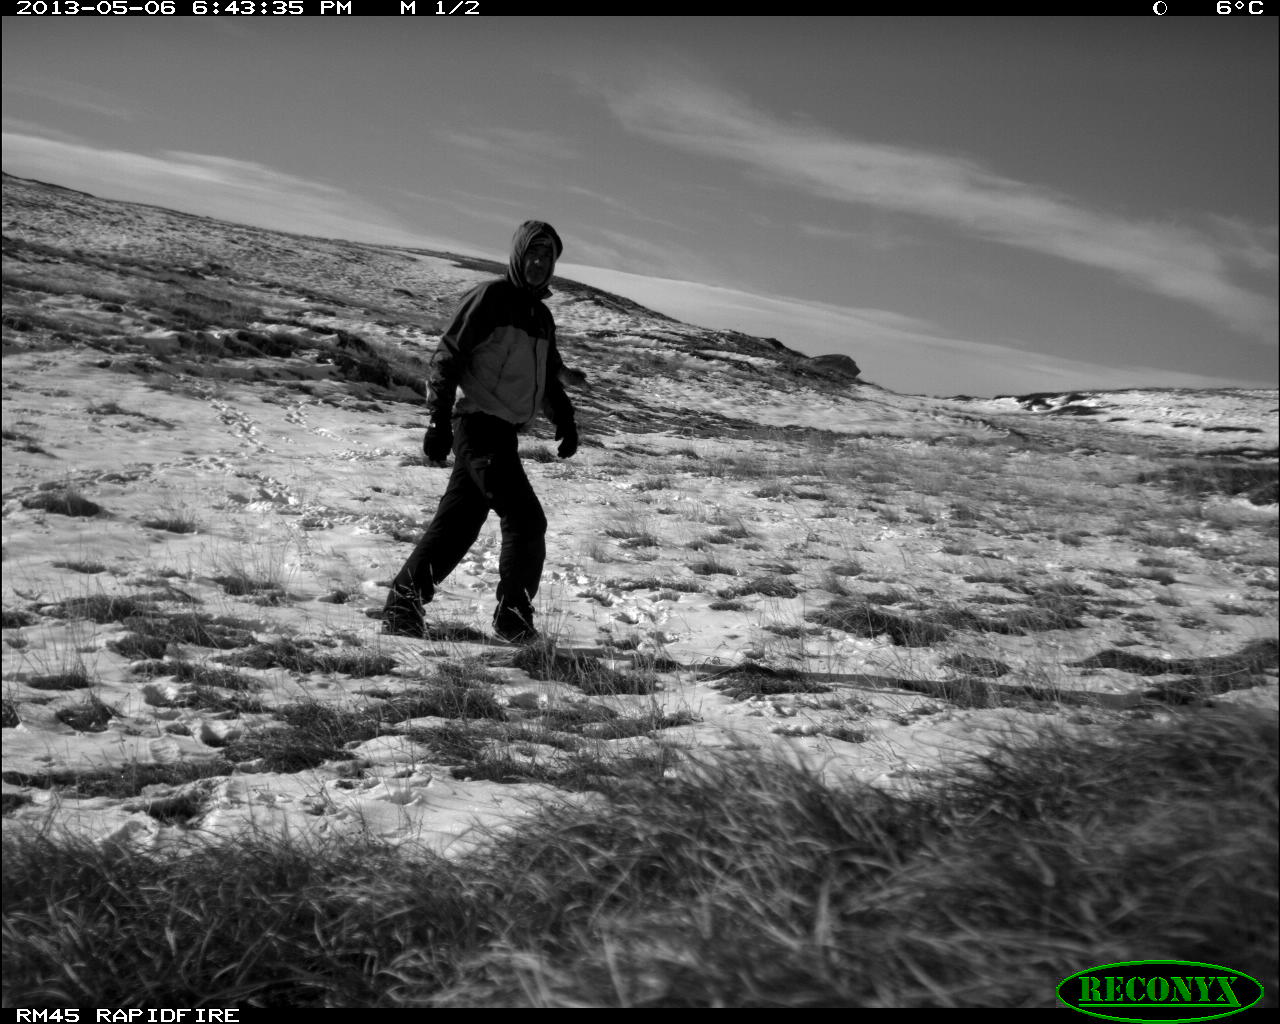 2013-05-06 6:43:35 PM M 1/2 6°C
RECONYX
RM45 RAPIDFIRE